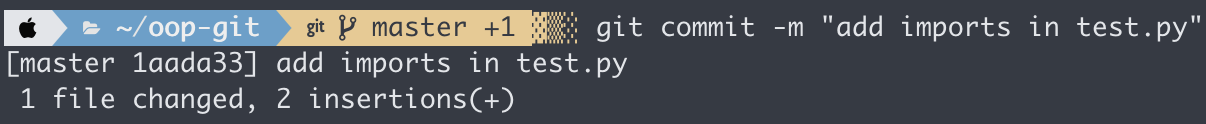 ~/oop-git git master +1 git commit -m "add imports in test.py"
[master 1aada33] add imports in test.py
1 file changed, 2 insertions(+)